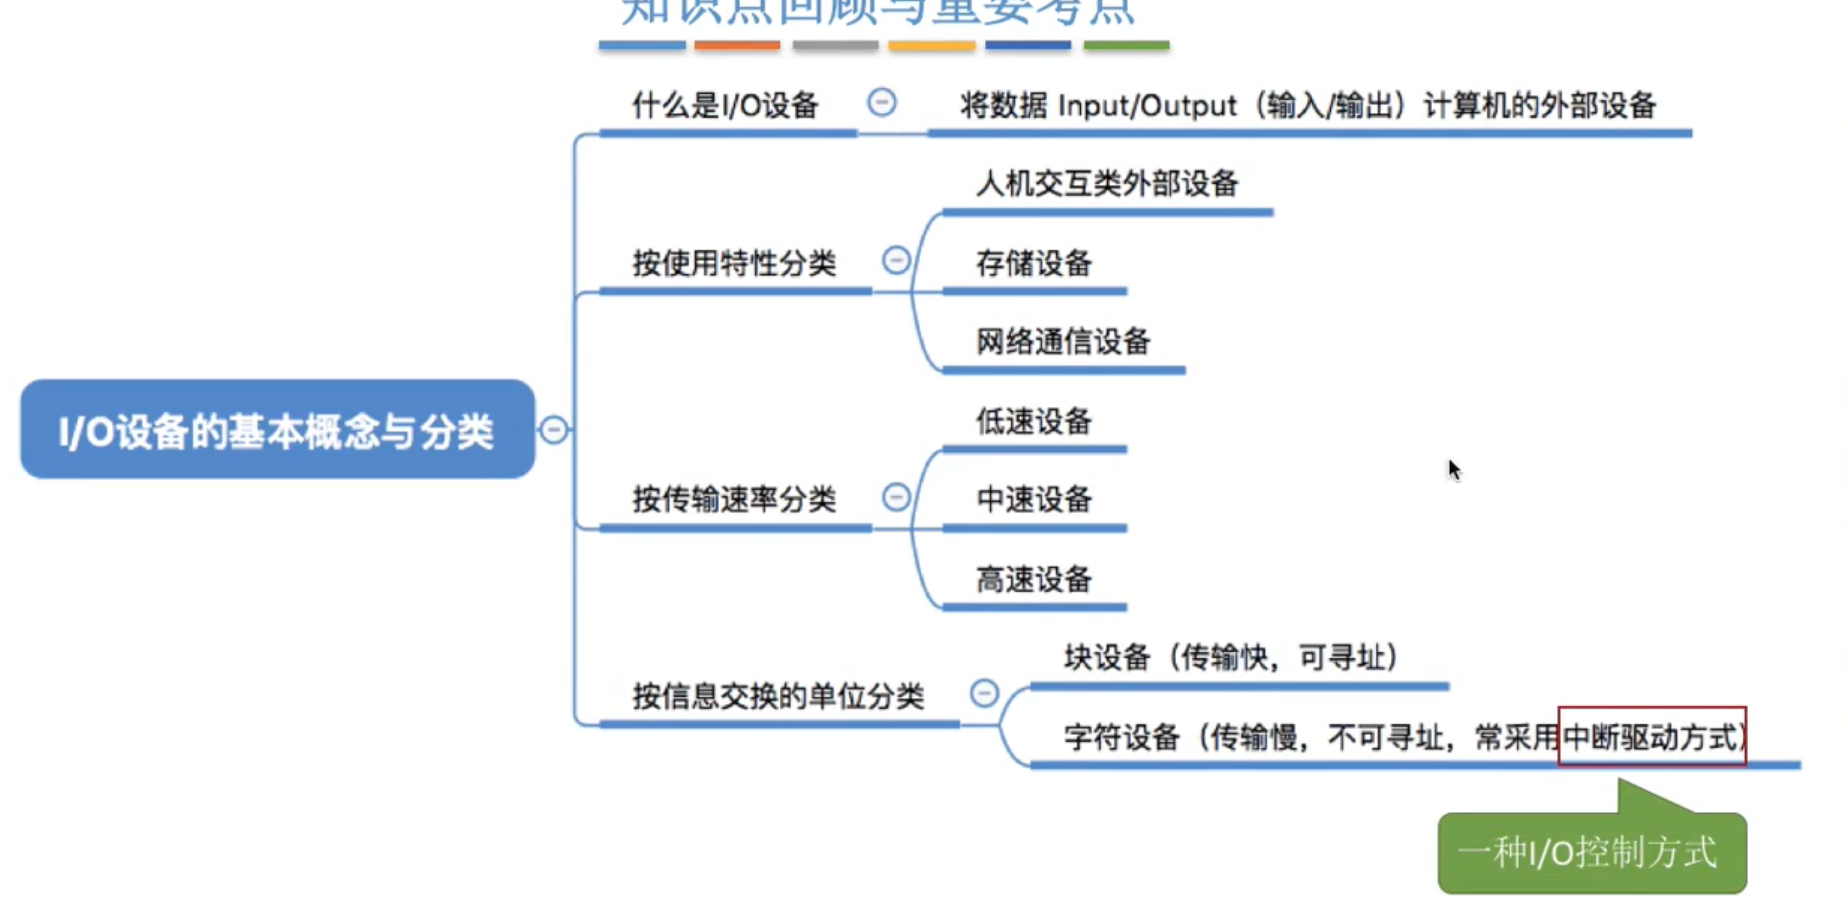 知识点回顾与重要考点
什么是I/O设备
将数据 Input/Output（输入/输出）计算机的外部设备
按使用特性分类
人机交互类外部设备
存储设备
网络通信设备
I/O设备的基本概念与分类
按传输速率分类
低速设备
中速设备
高速设备
按信息交换的单位分类
块设备（传输快，可寻址）
字符设备（传输慢，不可寻址，常采用中断驱动方式）
一种I/O控制方式